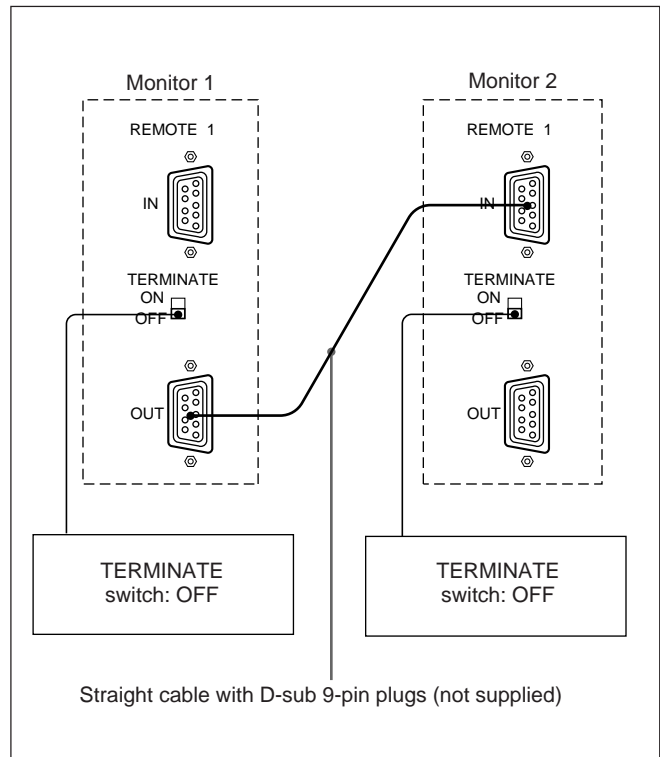 Monitor 1
REMOTE 1
IN
TERMINATE
ON
OFF
OUT
TERMINATE
switch: OFF
Monitor 2
REMOTE 1
IN
TERMINATE
ON
OFF
OUT
TERMINATE
switch: OFF
Straight cable with D-sub 9-pin plugs (not supplied)